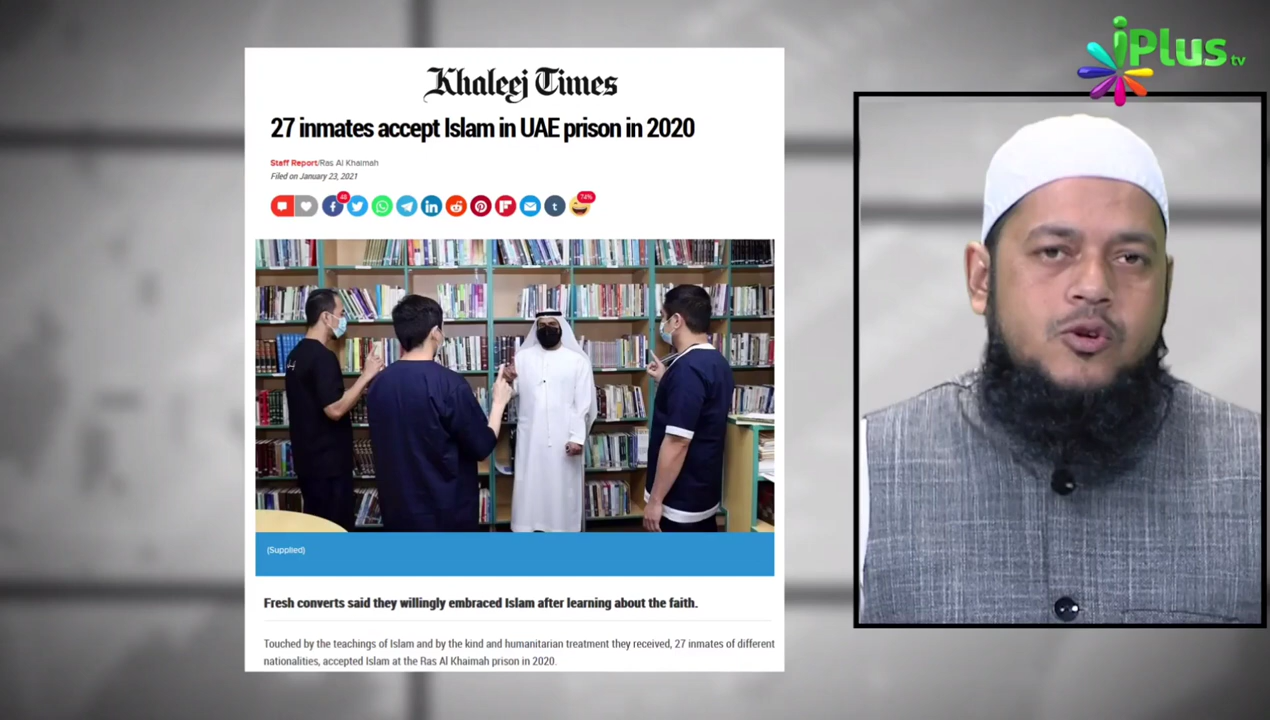 iPlus tv
Khaleej Times
27 inmates accept Islam in UAE prison in 2020
Staff Report/Ras Al Khaimah
Filed on January 23, 2021
48
74%
(Supplied)
Fresh converts said they willingly embraced Islam after learning about the faith.
Touched by the teachings of Islam and by the kind and humanitarian treatment they received, 27 inmates of different
nationalities, accepted Islam at the Ras Al Khaimah prison in 2020.